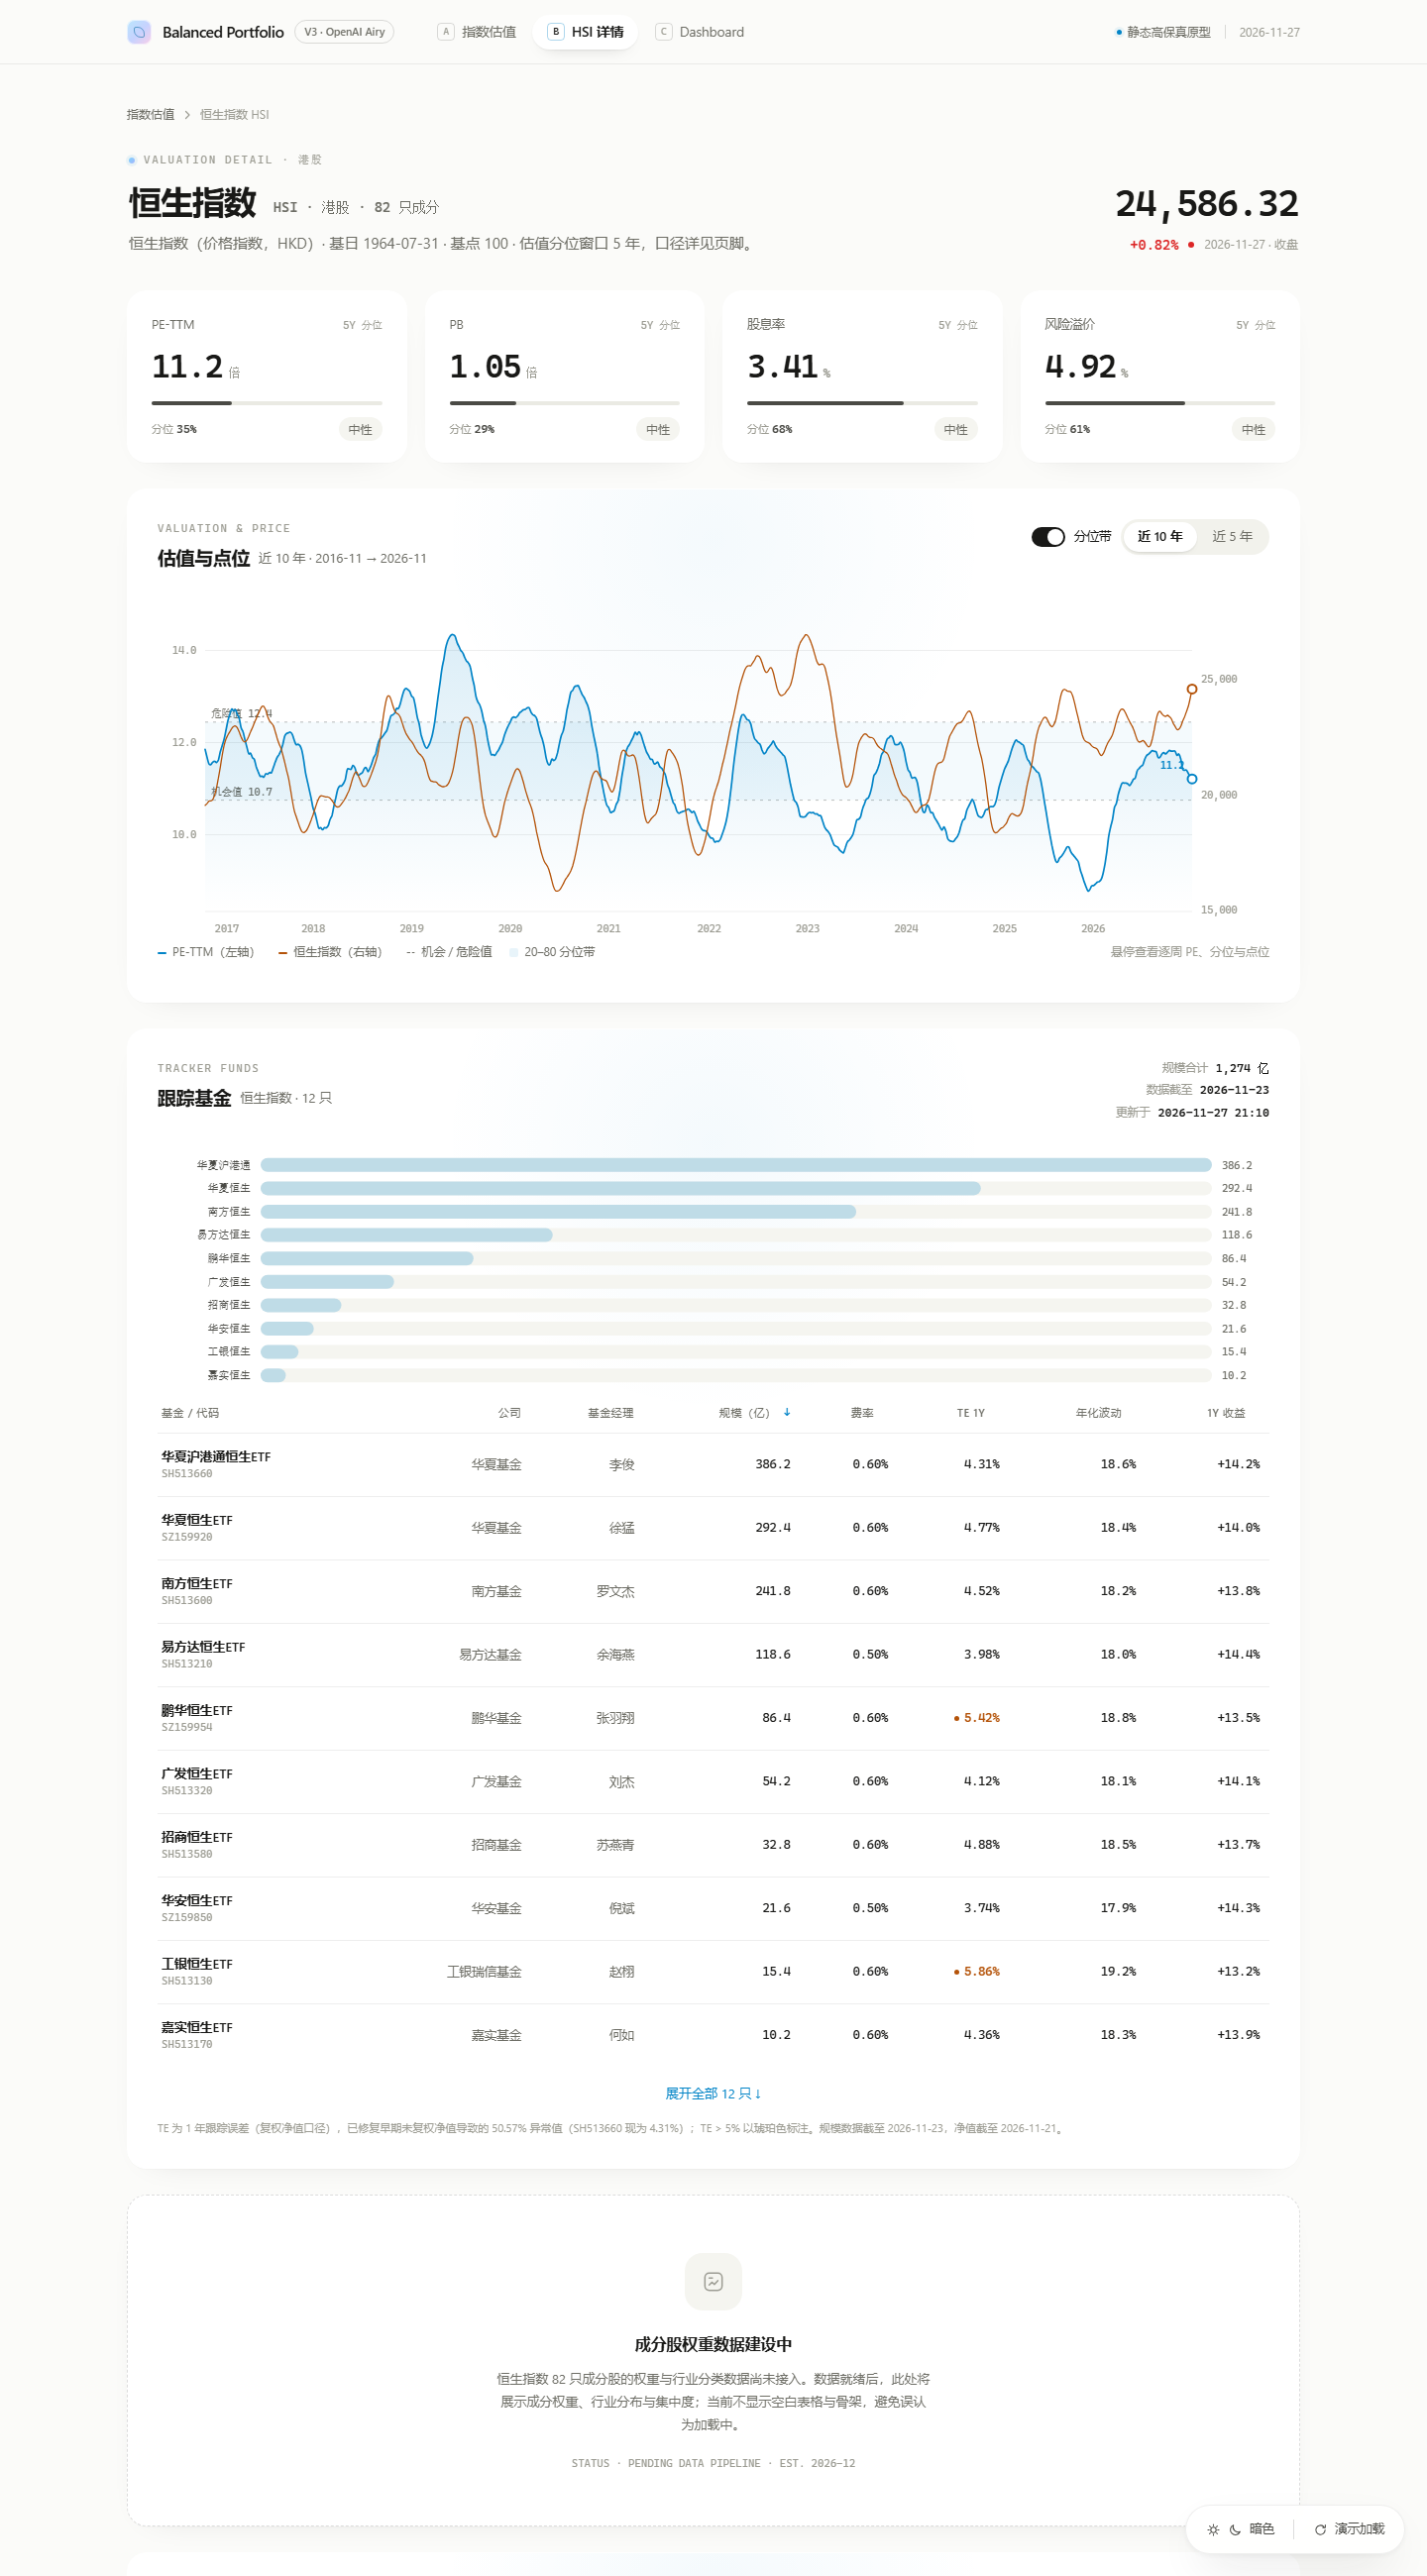 Balanced Portfolio V3 · OpenAI Airy A 指数估值 B HSI 详情 C Dashboard 静态高保真原型 2026-11-27
指数估值 > 恒生指数 HSI
VALUATION DETAIL · 港股
恒生指数 HSI · 港股 · 82 只成分 24,586.32
恒生指数（价格指数，HKD）· 基日 1964-07-31 · 基点 100 · 估值分位窗口 5 年，口径详见页脚。 +0.82% 2026-11-27 · 收盘
PE-TTM 5Y 分位
11.2 倍
分位 35% 中性
PB 5Y 分位
1.05 倍
分位 29% 中性
股息率 5Y 分位
3.41 %
分位 68% 中性
风险溢价 5Y 分位
4.92 %
分位 61% 中性
VALUATION & PRICE
估值与点位 近 10 年 · 2016-11 → 2026-11 分位带 近 10 年 近 5 年
14.0
12.0
10.0
危险值 12.4
机会值 10.7
11.2
25,000
20,000
15,000
2017 2018 2019 2020 2021 2022 2023 2024 2025 2026
PE-TTM（左轴） 恒生指数（右轴） 机会 / 危险值 20–80 分位带 悬停查看逐周 PE、分位与点位
TRACKER FUNDS
跟踪基金 恒生指数 · 12 只
规模合计 1,274 亿
数据截至 2026-11-23
更新于 2026-11-27 21:10
华夏沪港通 386.2
华夏恒生 292.4
南方恒生 241.8
易方达恒生 118.6
鹏华恒生 86.4
广发恒生 54.2
招商恒生 32.8
华安恒生 21.6
工银恒生 15.4
嘉实恒生 10.2
基金 / 代码 公司 基金经理 规模（亿） ↓ 费率 TE 1Y 年化波动 1Y 收益
华夏沪港通恒生ETF 华夏基金 李俊 386.2 0.60% 4.31% 18.6% +14.2%
SH513660
华夏恒生ETF 华夏基金 徐猛 292.4 0.60% 4.77% 18.4% +14.0%
SZ159920
南方恒生ETF 南方基金 罗文杰 241.8 0.60% 4.52% 18.2% +13.8%
SH513600
易方达恒生ETF 易方达基金 余海燕 118.6 0.50% 3.98% 18.0% +14.4%
SH513210
鹏华恒生ETF 鹏华基金 张羽翔 86.4 0.60% 5.42% 18.8% +13.5%
SZ159954
广发恒生ETF 广发基金 刘杰 54.2 0.60% 4.12% 18.1% +14.1%
SH513320
招商恒生ETF 招商基金 苏燕青 32.8 0.60% 4.88% 18.5% +13.7%
SH513580
华安恒生ETF 华安基金 倪斌 21.6 0.50% 3.74% 17.9% +14.3%
SZ159850
工银恒生ETF 工银瑞信基金 赵栩 15.4 0.60% 5.86% 19.2% +13.2%
SH513130
嘉实恒生ETF 嘉实基金 何如 10.2 0.60% 4.36% 18.3% +13.9%
SH513170
展开全部 12 只 ↓
TE 为 1 年跟踪误差（复权净值口径），已修复早期未复权净值导致的 50.57% 异常值（SH513660 现为 4.31%）；TE > 5% 以琥珀色标注。规模数据截至 2026-11-23，净值截至 2026-11-21。
成分股权重数据建设中
恒生指数 82 只成分股的权重与行业分类数据尚未接入。数据就绪后，此处将
展示成分权重、行业分布与集中度；当前不显示空白表格与骨架，避免误认
为加载中。
STATUS · PENDING DATA PIPELINE · EST. 2026-12
暗色 演示加载